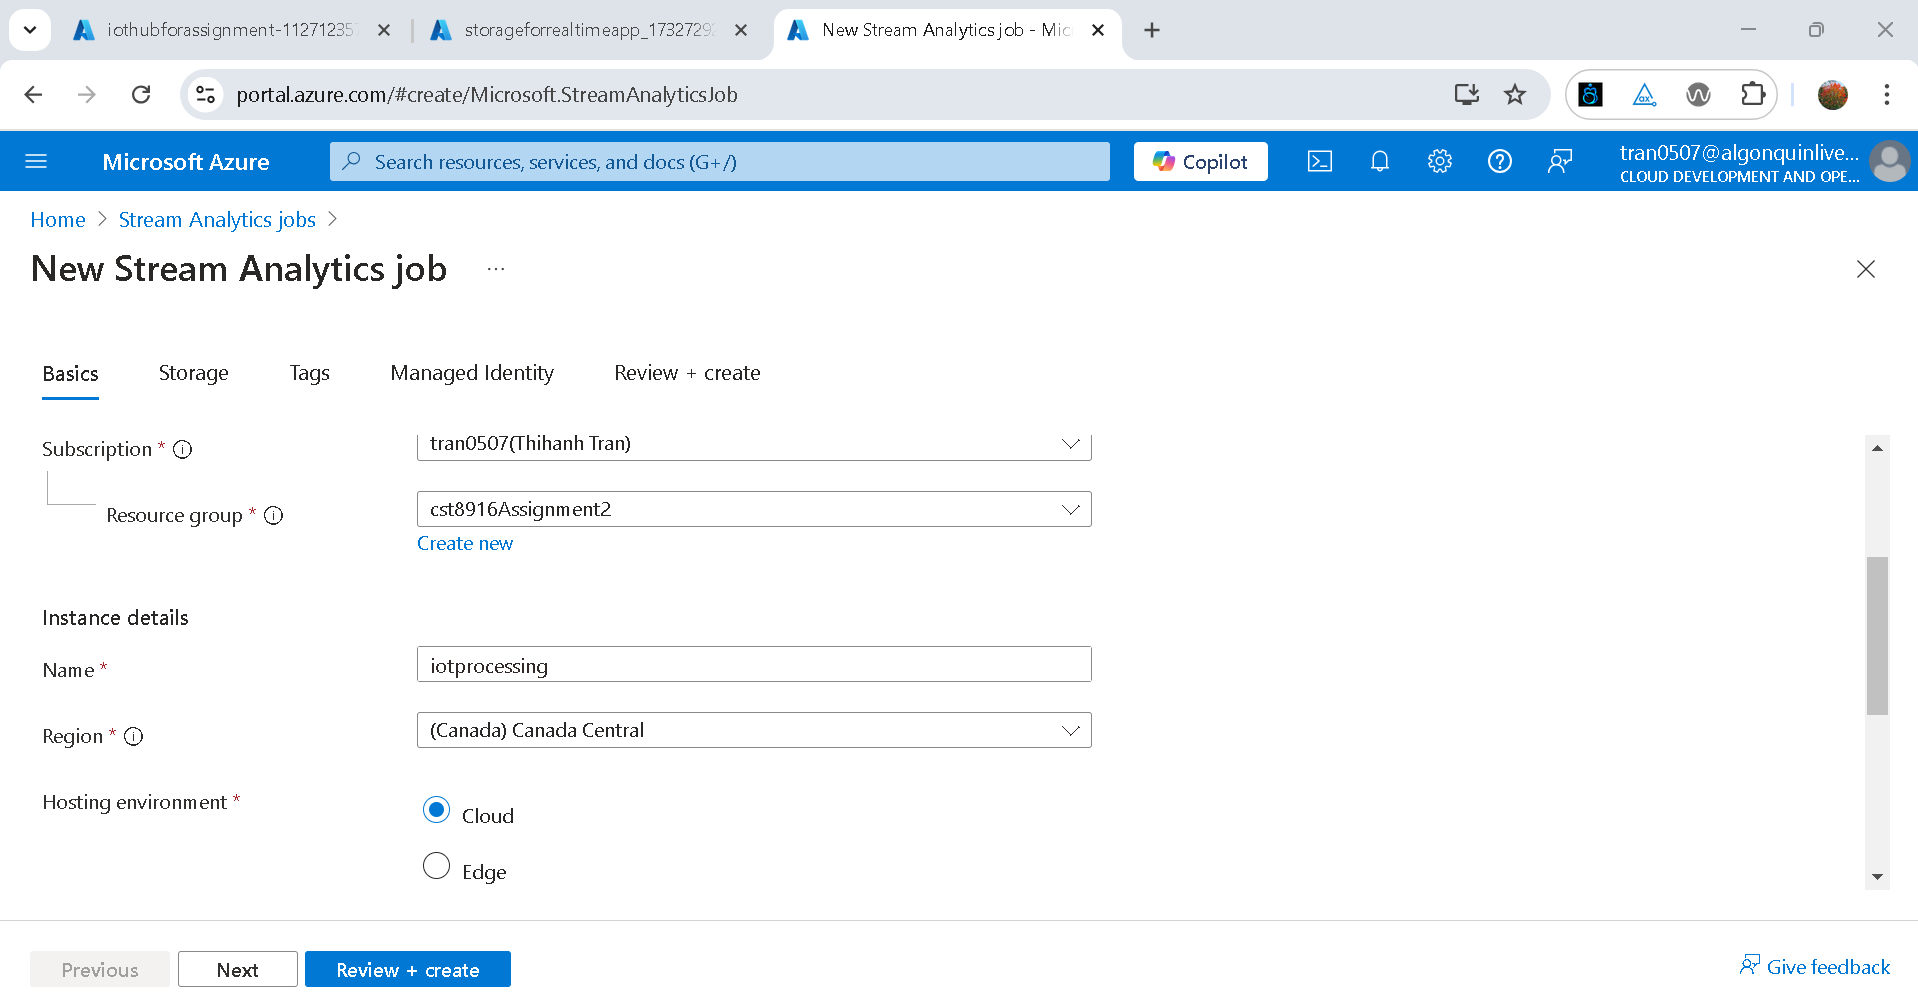 iothubforassignment-11271235
storageforrealtimeapp_1732729
New Stream Analytics job - Mic
portal.azure.com/#create/Microsoft.StreamAnalyticsJob
Microsoft Azure
Search resources, services, and docs (G+/)
Copilot
tran0507@algonquinlive...
CLOUD DEVELOPMENT AND OPE...
Home > Stream Analytics jobs >
New Stream Analytics job ...
Basics Storage Tags Managed Identity Review + create
Subscription *
tran0507(Thihanh Tran)
Resource group *
cst8916Assignment2
Create new
Instance details
Name *
iotprocessing
Region *
(Canada) Canada Central
Hosting environment *
Cloud
Edge
Previous Next Review + create
Give feedback